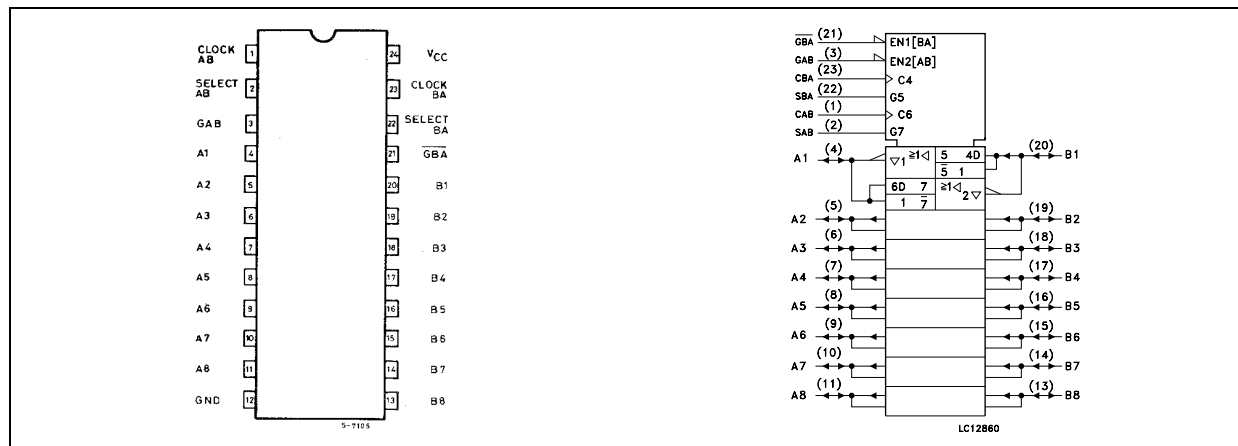 CLOCK AB 1 24 VCC
SELECT AB 2 23 CLOCK BA
GAB 3 22 SELECT BA
A1 4 21 G̅B̅A̅
A2 5 20 B1
A3 6 19 B2
A4 7 18 B3
A5 8 17 B4
A6 9 16 B5
A7 10 15 B6
A8 11 14 B7
GND 12 13 B8
5-7105
G̅B̅A̅ (21) EN1[BA]
GAB (3) EN2[AB]
CBA (23) C4
SBA (22) G5
CAB (1) C6
SAB (2) G7
A1 (4) ▽1 ≥1◁ 5 4D (20) B1
5̅ 1
6D 7 ≥1◁ 2▽
1 7̅
A2 (5) (19) B2
A3 (6) (18) B3
A4 (7) (17) B4
A5 (8) (16) B5
A6 (9) (15) B6
A7 (10) (14) B7
A8 (11) (13) B8
LC12860